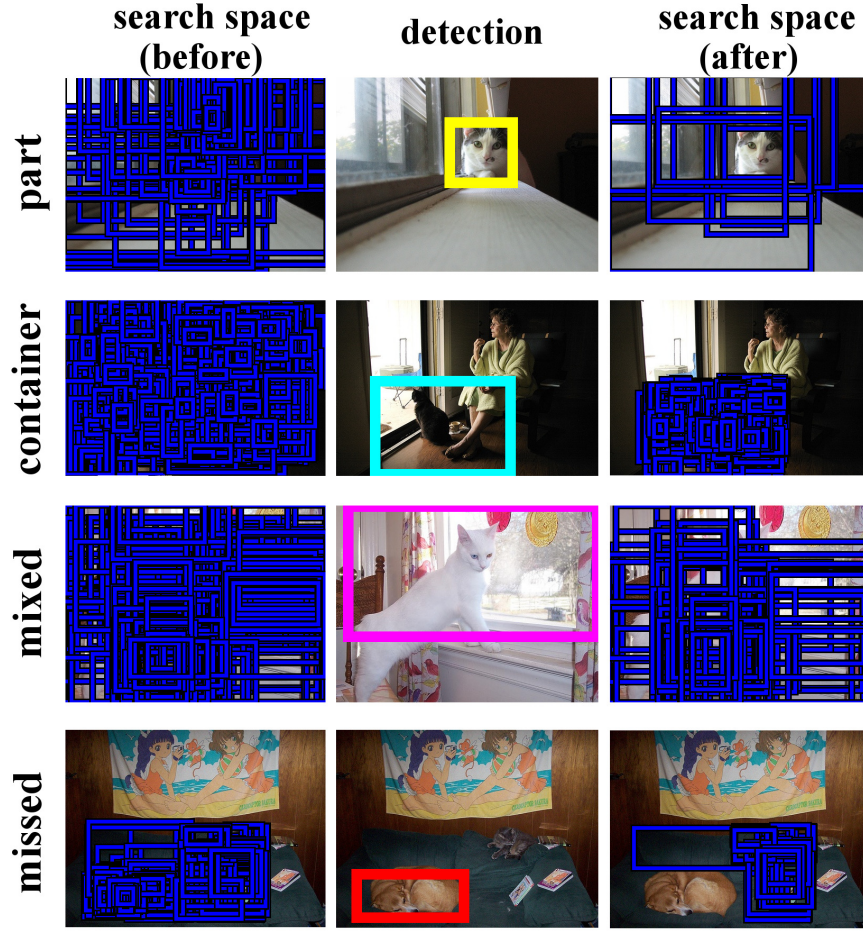 search space
(before)
detection
search space
(after)
part
container
mixed
missed